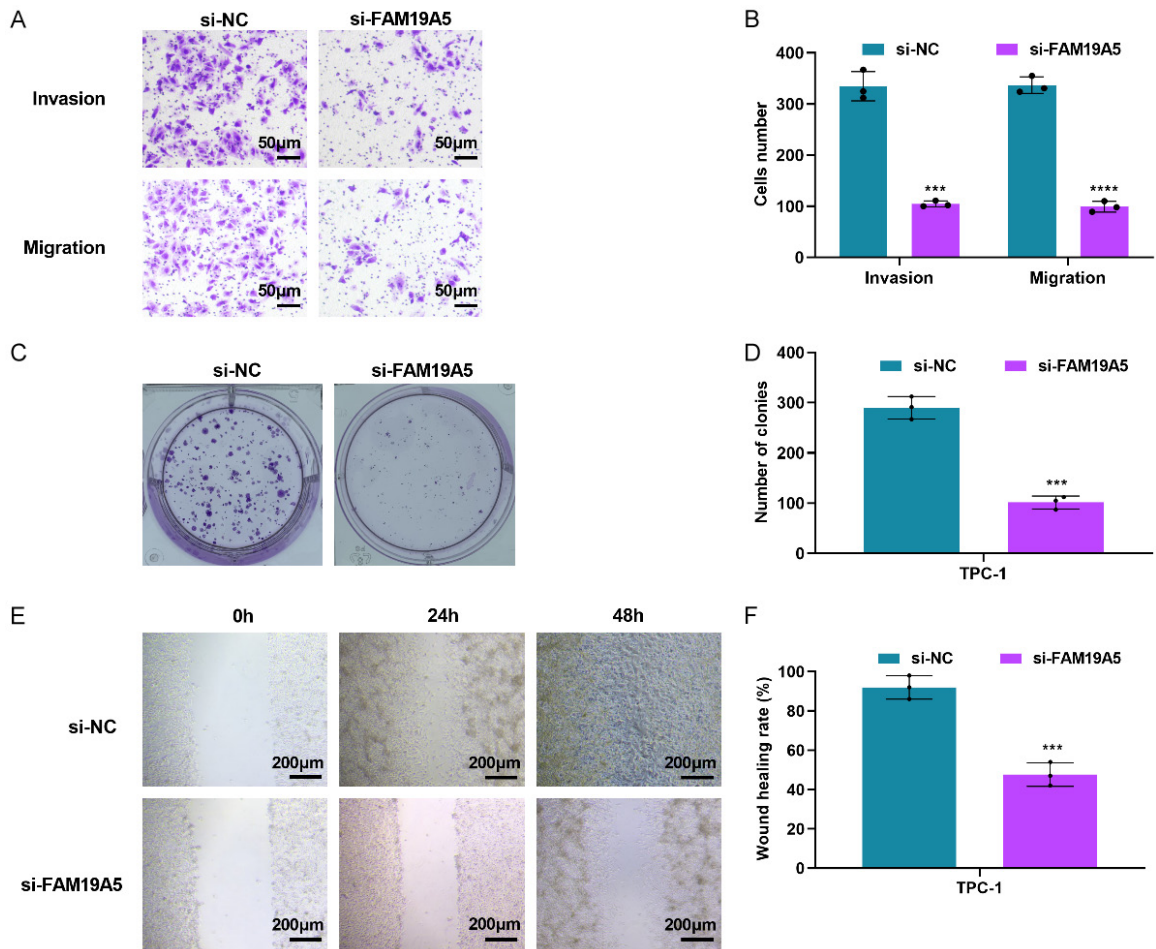 A
si-NC si-FAM19A5
Invasion
50μm 50μm
Migration
50μm 50μm
B
si-NC si-FAM19A5
Cells number
400
300
200
100
0
*** ****
Invasion Migration
C
si-NC si-FAM19A5
D
si-NC si-FAM19A5
Number of clonies
400
300
200
100
0
***
TPC-1
E
0h 24h 48h
si-NC
200μm 200μm 200μm
si-FAM19A5
200μm 200μm 200μm
F
si-NC si-FAM19A5
Wound healing rate (%)
100
80
60
40
20
0
***
TPC-1